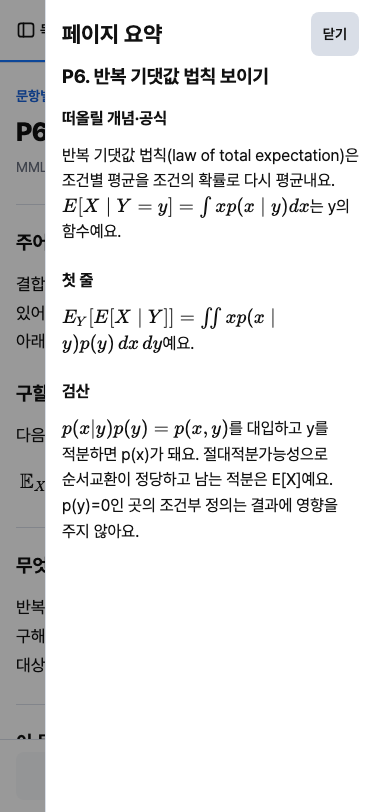 페이지 요약
닫기
P6. 반복 기댓값 법칙 보이기
떠올릴 개념·공식
반복 기댓값 법칙(law of total expectation)은
조건별 평균을 조건의 확률로 다시 평균내요.
E[X | Y = y] = ∫ xp(x | y)dx는 y의
함수예요.
첫 줄
E_Y[E[X | Y]] = ∬ xp(x |
y)p(y) dx dy예요.
검산
p(x|y)p(y) = p(x, y)를 대입하고 y를
적분하면 p(x)가 돼요. 절대적분가능성으로
순서교환이 정당하고 남는 적분은 E[X]예요.
p(y)=0인 곳의 조건부 정의는 결과에 영향을
주지 않아요.
문항
P6
MML
주어
결합
있어
아래
구할
다음
𝔼_X
무엇
반복
구해
대상